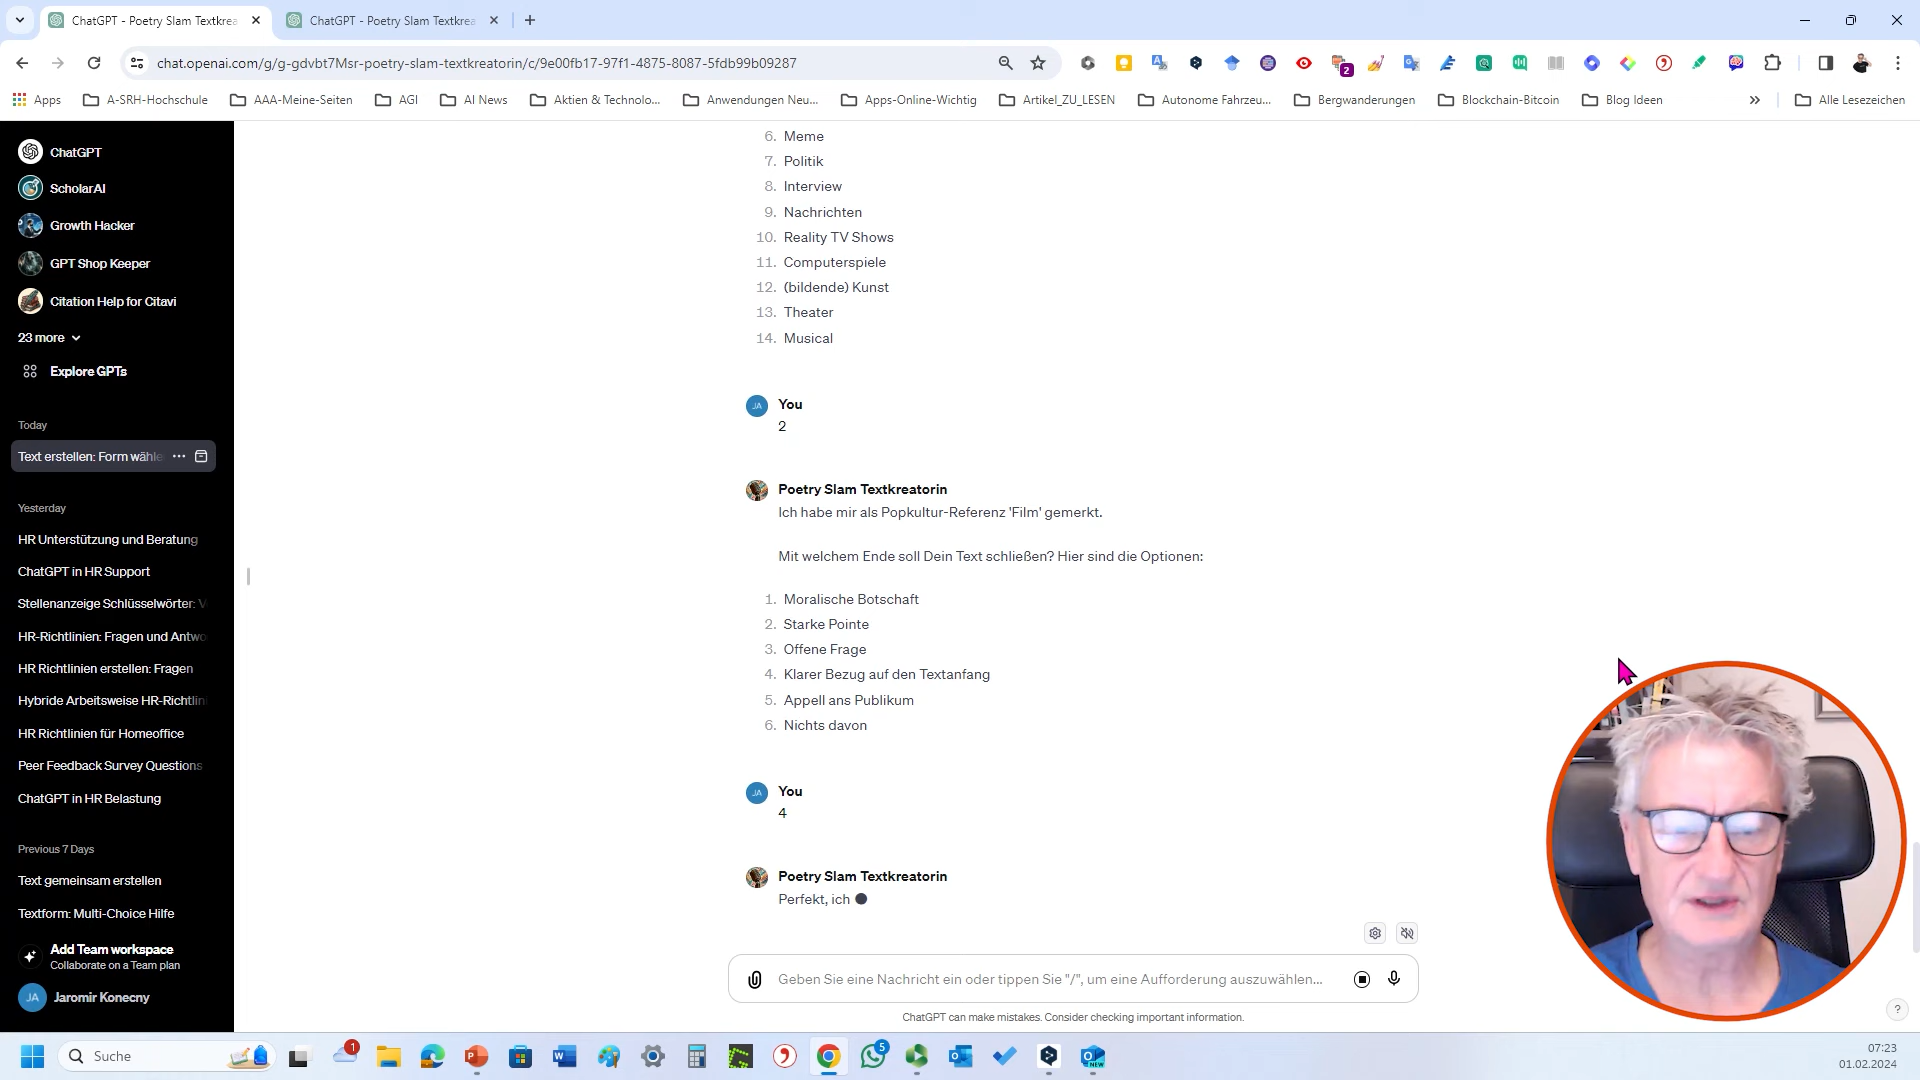 ChatGPT - Poetry Slam Textkrea
ChatGPT - Poetry Slam Textkrea
chat.openai.com/g/g-gdvbt7Msr-poetry-slam-textkreatorin/c/9e00fb17-97f1-4875-8087-5fdb99b09287
2
Apps
A-SRH-Hochschule
AAA-Meine-Seiten
AGI
AI News
Aktien & Technolo...
Anwendungen Neu...
Apps-Online-Wichtig
Artikel_ZU_LESEN
Autonome Fahrzeu...
Bergwanderungen
Blockchain-Bitcoin
Blog Ideen
Alle Lesezeichen
ChatGPT
ScholarAI
Growth Hacker
GPT Shop Keeper
Citation Help for Citavi
23 more
Explore GPTs
Today
Text erstellen: Form wähle
Yesterday
HR Unterstützung und Beratung
ChatGPT in HR Support
Stellenanzeige Schlüsselwörter: V
HR-Richtlinien: Fragen und Antwo
HR Richtlinien erstellen: Fragen
Hybride Arbeitsweise HR-Richtlin
HR Richtlinien für Homeoffice
Peer Feedback Survey Questions
ChatGPT in HR Belastung
Previous 7 Days
Text gemeinsam erstellen
Textform: Multi-Choice Hilfe
Add Team workspace
Collaborate on a Team plan
JA Jaromir Konecny
6. Meme
7. Politik
8. Interview
9. Nachrichten
10. Reality TV Shows
11. Computerspiele
12. (bildende) Kunst
13. Theater
14. Musical
JA You
2
Poetry Slam Textkreatorin
Ich habe mir als Popkultur-Referenz 'Film' gemerkt.
Mit welchem Ende soll Dein Text schließen? Hier sind die Optionen:
1. Moralische Botschaft
2. Starke Pointe
3. Offene Frage
4. Klarer Bezug auf den Textanfang
5. Appell ans Publikum
6. Nichts davon
JA You
4
Poetry Slam Textkreatorin
Perfekt, ich
Geben Sie eine Nachricht ein oder tippen Sie "/", um eine Aufforderung auszuwählen...
ChatGPT can make mistakes. Consider checking important information.
?
Suche
1
5
NEW
07:23
01.02.2024